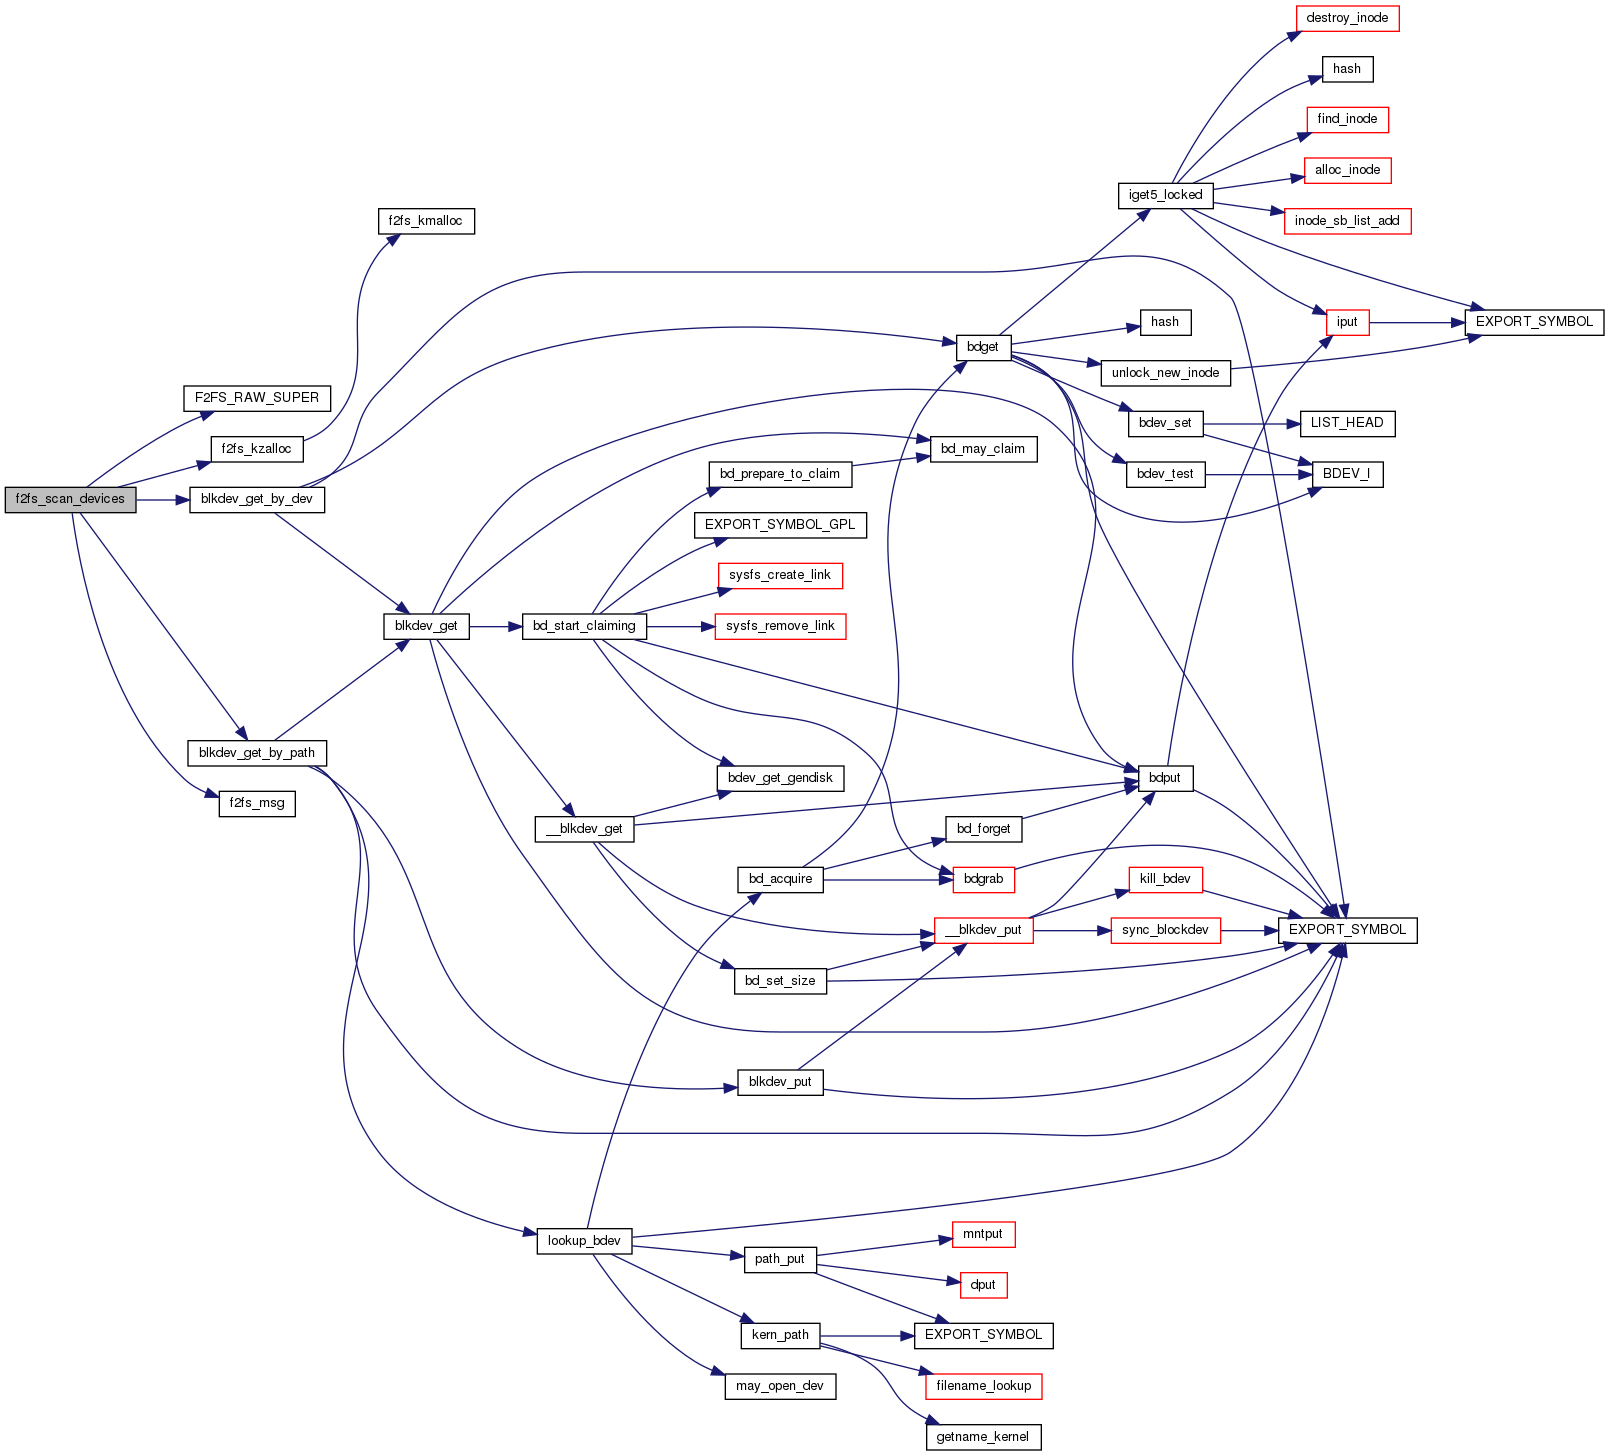 destroy_inode
hash
find_inode
alloc_inode
iget5_locked
inode_sb_list_add
f2fs_kmalloc
hash
iput
EXPORT_SYMBOL
bdget
unlock_new_inode
F2FS_RAW_SUPER
bdev_set
LIST_HEAD
f2fs_kzalloc
bd_may_claim
bd_prepare_to_claim
bdev_test
BDEV_I
f2fs_scan_devices
blkdev_get_by_dev
EXPORT_SYMBOL_GPL
sysfs_create_link
blkdev_get
bd_start_claiming
sysfs_remove_link
blkdev_get_by_path
bdev_get_gendisk
bdput
f2fs_msg
__blkdev_get
bd_forget
bd_acquire
bdgrab
kill_bdev
__blkdev_put
sync_blockdev
EXPORT_SYMBOL
bd_set_size
blkdev_put
mntput
lookup_bdev
path_put
dput
kern_path
EXPORT_SYMBOL
may_open_dev
filename_lookup
getname_kernel